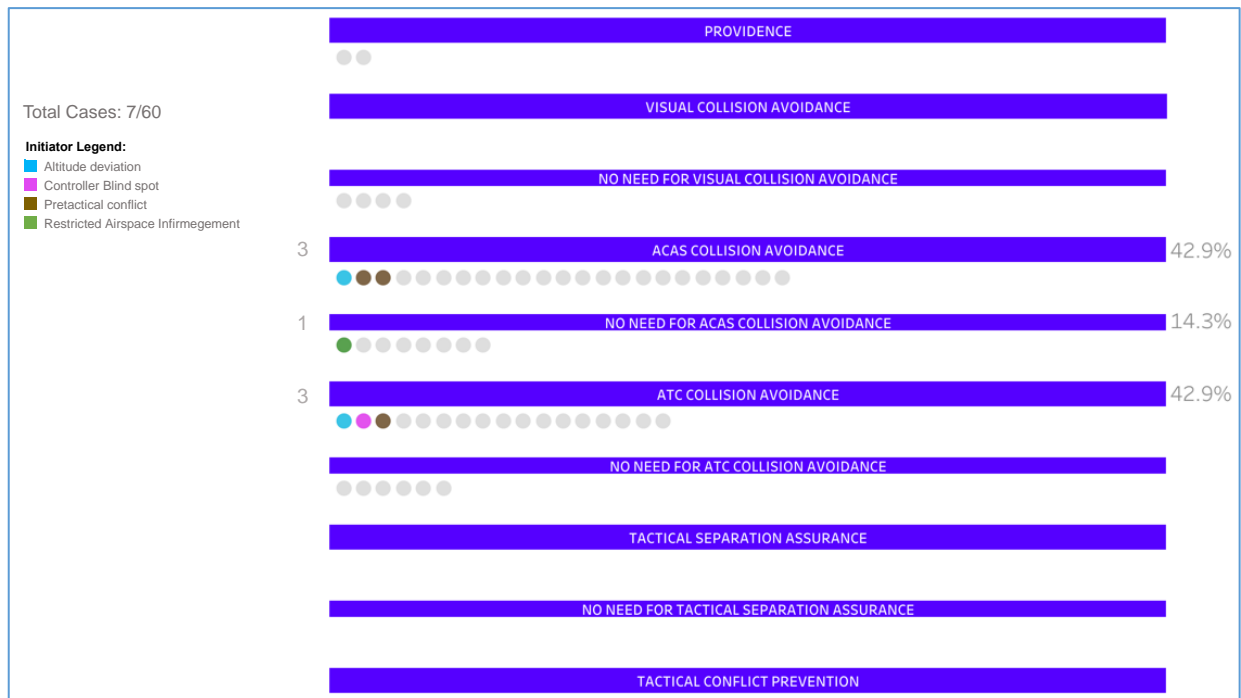 PROVIDENCE
Total Cases: 7/60
VISUAL COLLISION AVOIDANCE
Initiator Legend:
Altitude deviation
Controller Blind spot
Pretactical conflict
Restricted Airspace Infirmegement
NO NEED FOR VISUAL COLLISION AVOIDANCE
3 ACAS COLLISION AVOIDANCE 42.9%
1 NO NEED FOR ACAS COLLISION AVOIDANCE 14.3%
3 ATC COLLISION AVOIDANCE 42.9%
NO NEED FOR ATC COLLISION AVOIDANCE
TACTICAL SEPARATION ASSURANCE
NO NEED FOR TACTICAL SEPARATION ASSURANCE
TACTICAL CONFLICT PREVENTION